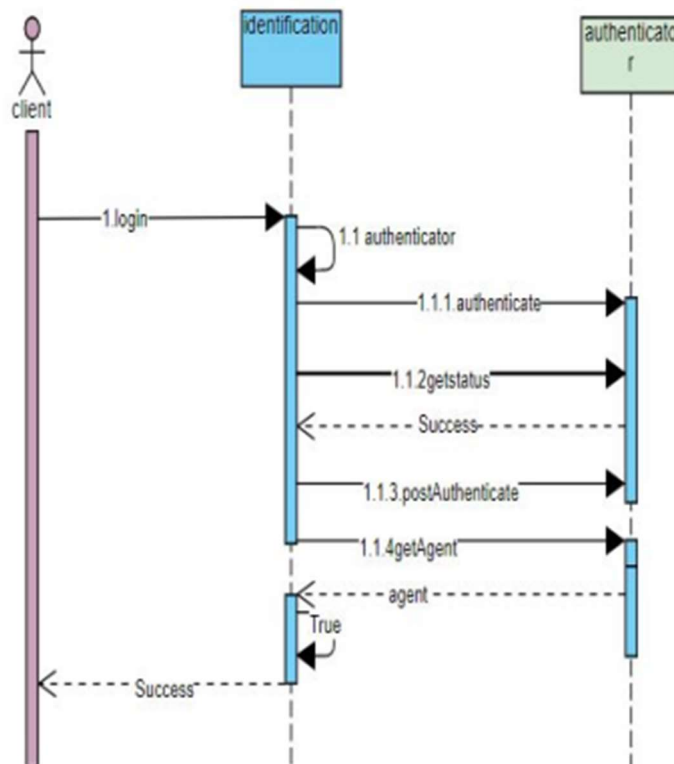 identification
authenticato
r
client
1.login
1.1 authenticator
1.1.1.authenticate
1.1.2getstatus
Success
1.1.3.postAuthenticate
1.1.4getAgent
agent
True
Success